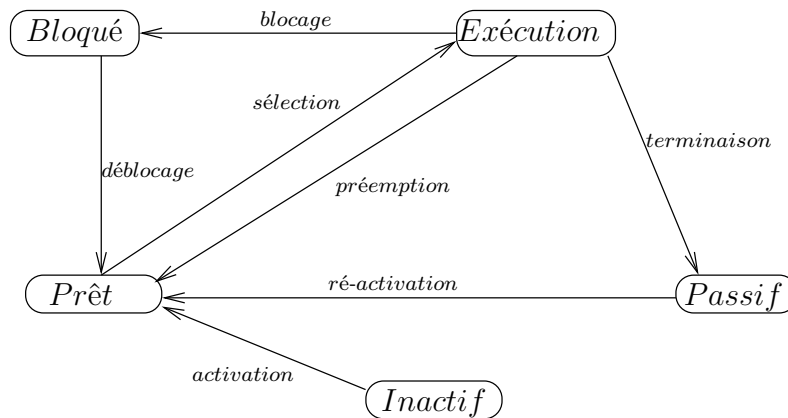 blocage
Bloqué
Exécution
sélection
terminaison
déblocage
préemption
ré-activation
Prêt
Passif
activation
Inactif